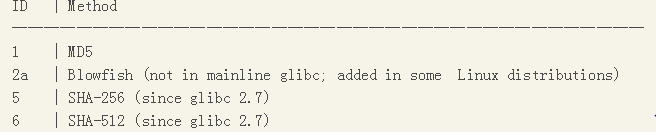 ID | Method
─────────────────────────────────────────
1 | MD5
2a | Blowfish (not in mainline glibc; added in some Linux distributions)
5 | SHA-256 (since glibc 2.7)
6 | SHA-512 (since glibc 2.7)